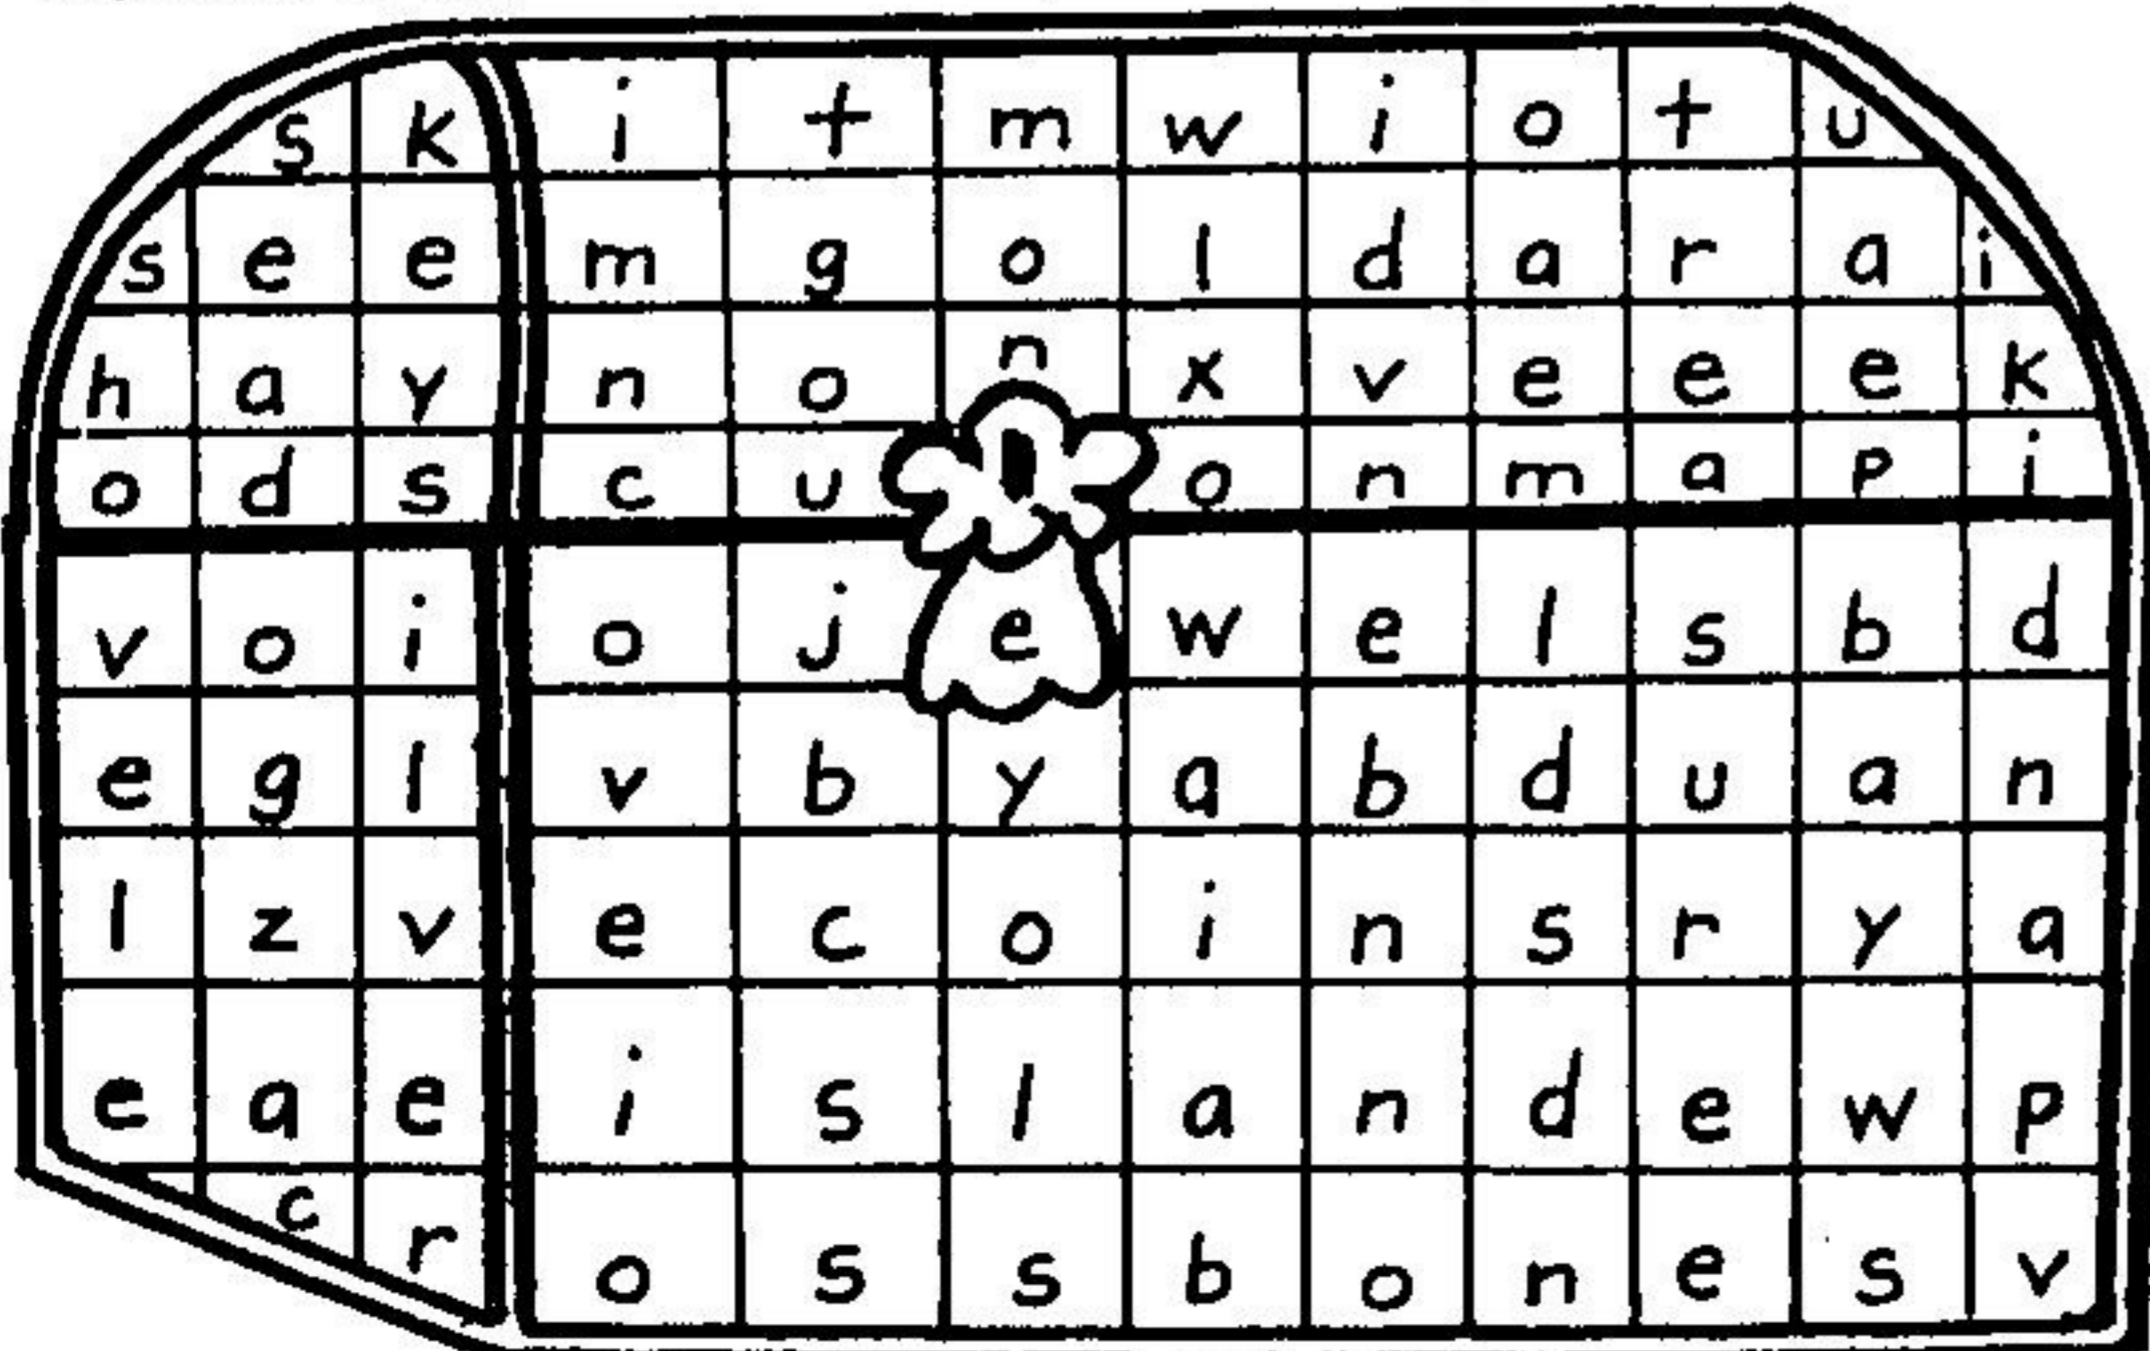 s k i t m w i o t u
s e e m g o l d a r a i
h a y n o n x v e e e k
o d s c u o n m a p i
v o i o j e w e l s b d
e g l v b y a b d u a n
l z v e c o i n s r y a
e a e i s l a n d e w p
c r o s s b o n e s v